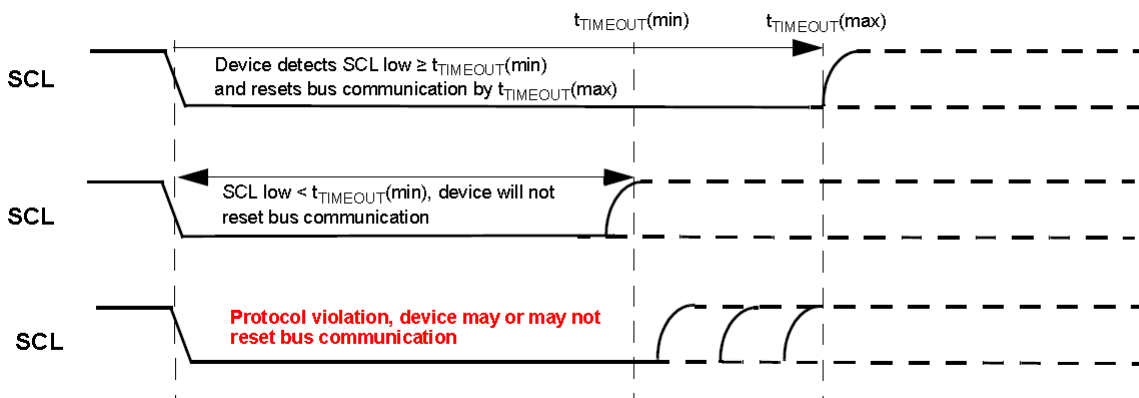 tTIMEOUT(min) tTIMEOUT(max)
SCL
Device detects SCL low ≥ tTIMEOUT(min)
and resets bus communication by tTIMEOUT(max)
SCL
SCL low < tTIMEOUT(min), device will not
reset bus communication
SCL
Protocol violation, device may or may not
reset bus communication